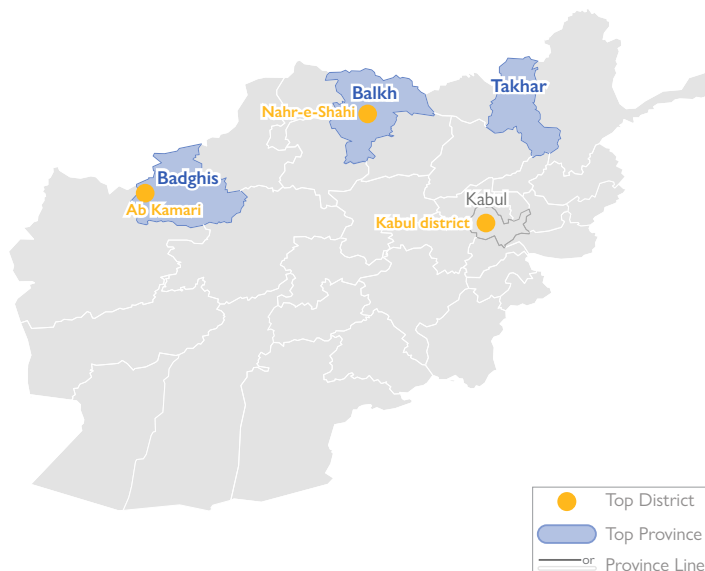 Balkh
Takhar
Nahr-e-Shahi
Badghis
Ab Kamari
Kabul
Kabul district
Top District
Top Province
or
Province Line